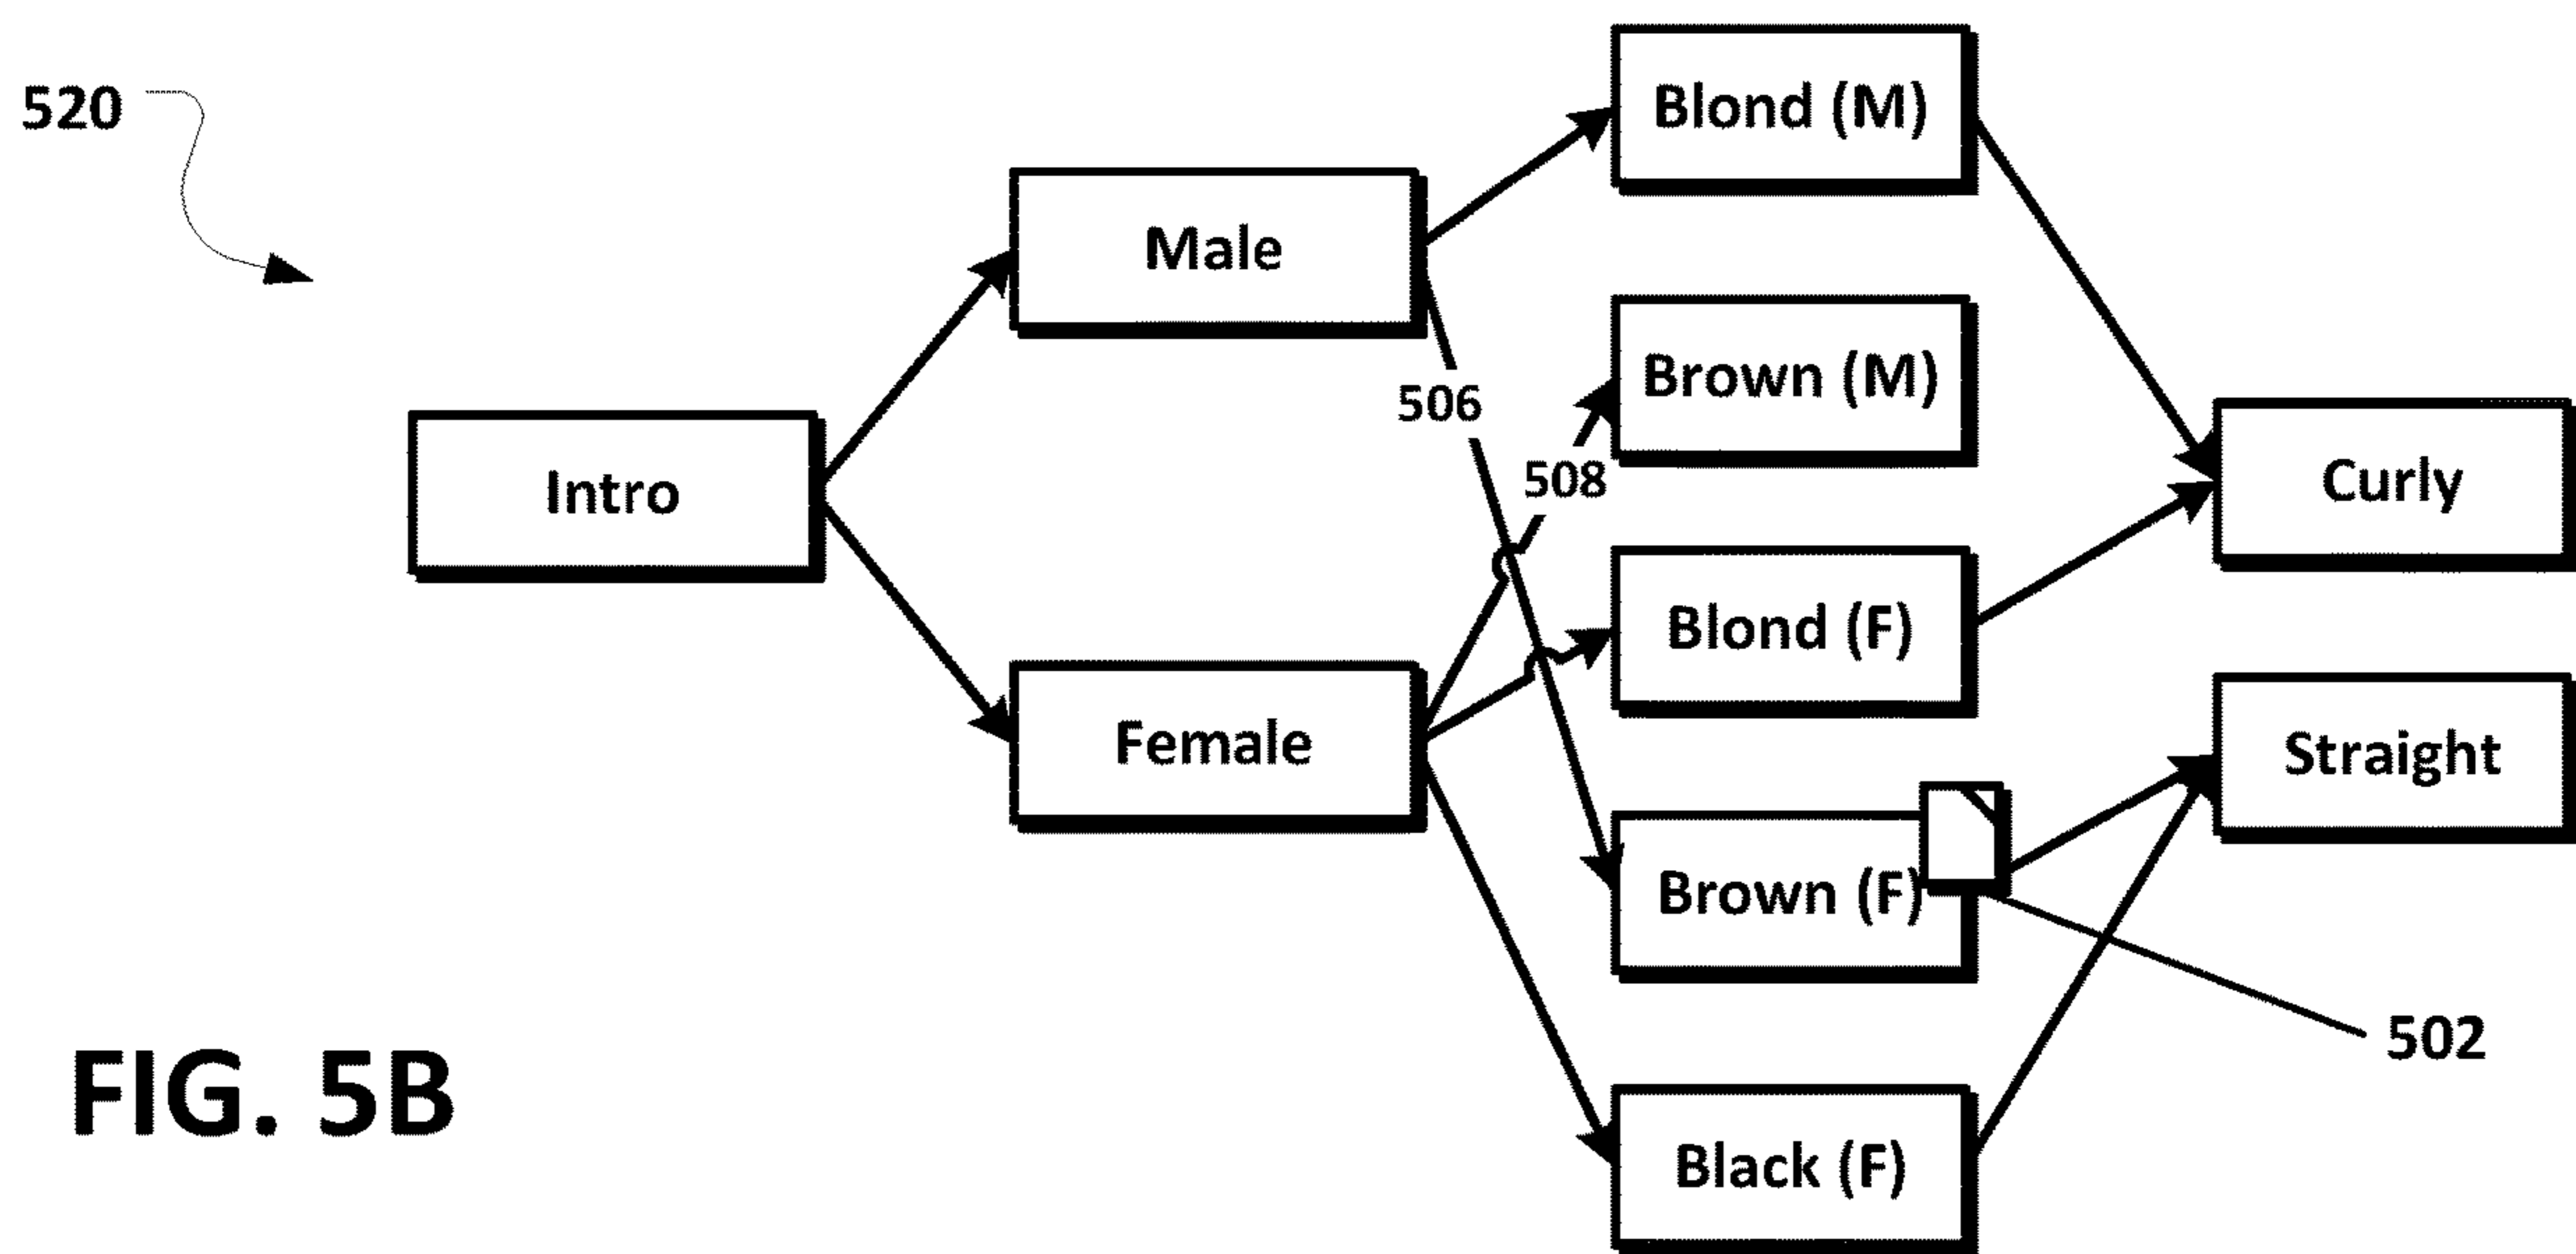 520
Blond (M)
Male
Brown (M)
506
508
Intro
Curly
Blond (F)
Female
Straight
Brown (F)
502
Black (F)
FIG. 5B